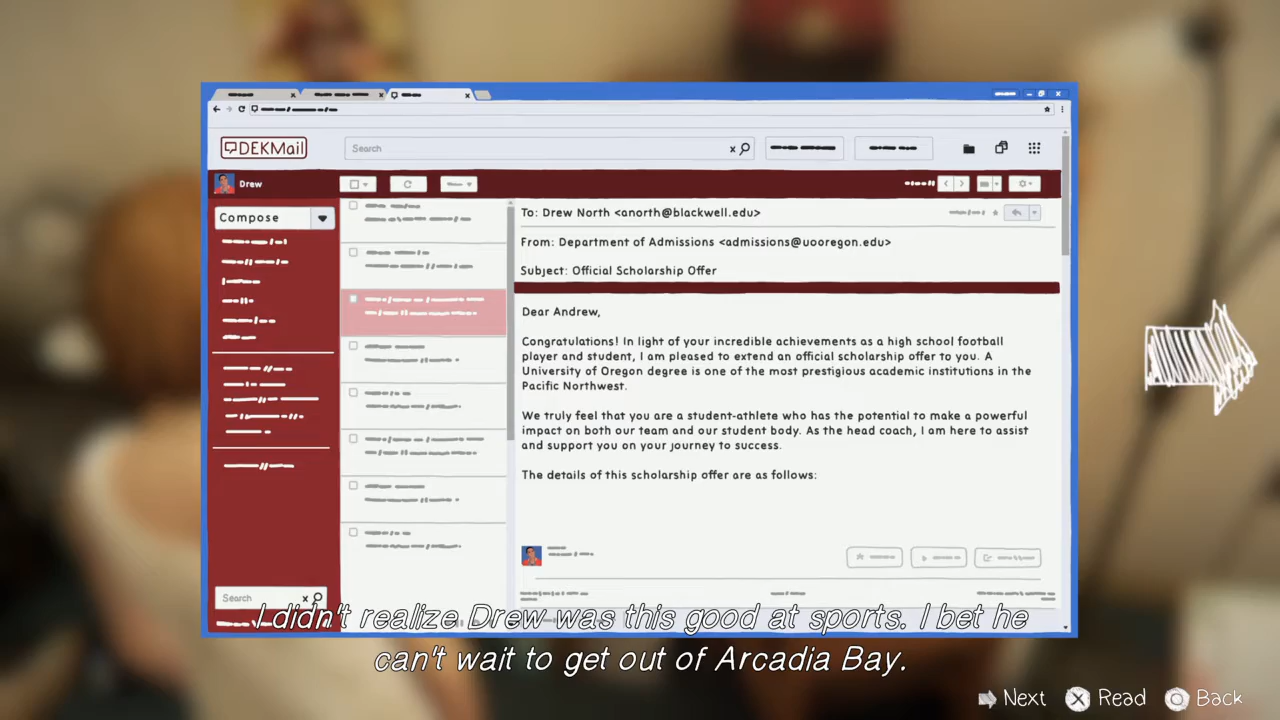 DEKMail
Search
Drew
Compose
To: Drew North <anorth@blackwell.edu>
From: Department of Admissions <admissions@uooregon.edu>
Subject: Official Scholarship Offer
Dear Andrew,
Congratulations! In light of your incredible achievements as a high school football
player and student, I am pleased to extend an official scholarship offer to you. A
University of Oregon degree is one of the most prestigious academic institutions in the
Pacific Northwest.
We truly feel that you are a student-athlete who has the potential to make a powerful
impact on both our team and our student body. As the head coach, I am here to assist
and support you on your journey to success.
The details of this scholarship offer are as follows:
Search
I didn't realize Drew was this good at sports. I bet he
can't wait to get out of Arcadia Bay.
Next Read Back